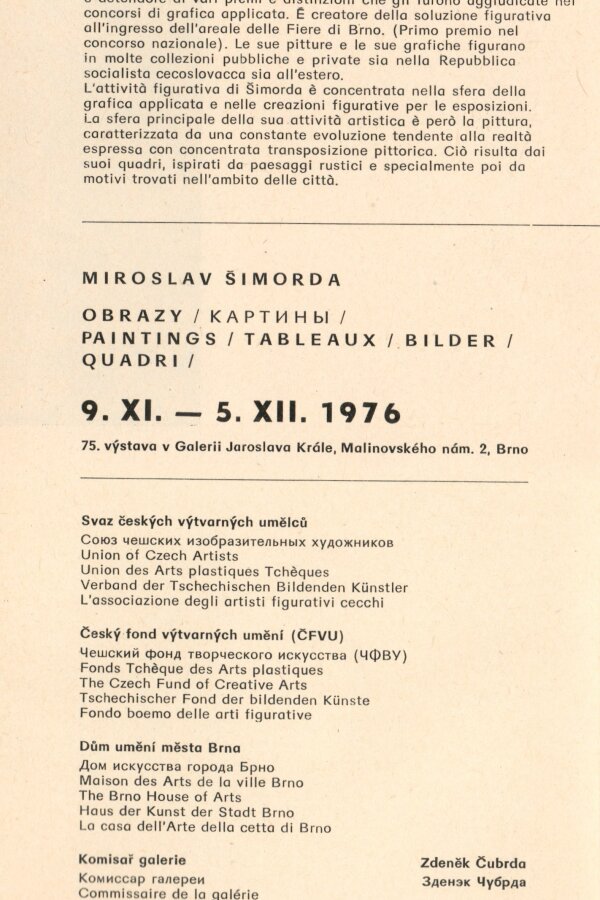 e detendore di vari premi e distinzioni che gli furono aggiudicate nei
concorsi di grafica applicata. È creatore della soluzione figurativa
all'ingresso dell'areale delle Fiere di Brno. (Primo premio nel
concorso nazionale). Le sue pitture e le sue grafiche figurano
in molte collezioni pubbliche e private sia nella Repubblica
socialista cecoslovacca sia all'estero.
L'attività figurativa di Šimorda è concentrata nella sfera della
grafica applicata e nelle creazioni figurative per le esposizioni.
La sfera principale della sua attività artistica è però la pittura,
caratterizzata da una constante evoluzione tendente alla realtà
espressa con concentrata transposizione pittorica. Ciò risulta dai
suoi quadri, ispirati da paesaggi rustici e specialmente poi da
motivi trovati nell'ambito delle città.
MIROSLAV ŠIMORDA
OBRAZY / КАРТИНЫ /
PAINTINGS / TABLEAUX / BILDER /
QUADRI /
9. XI. — 5. XII. 1976
75. výstava v Galerii Jaroslava Krále, Malinovského nám. 2, Brno
Svaz českých výtvarných umělců
Союз чешских изобразительных художников
Union of Czech Artists
Union des Arts plastiques Tchèques
Verband der Tschechischen Bildenden Künstler
L'associazione degli artisti figurativi cecchi
Český fond výtvarných umění (ČFVU)
Чешский фонд творческого искусства (ЧФВУ)
Fonds Tchèque des Arts plastiques
The Czech Fund of Creative Arts
Tschechischer Fond der bildenden Künste
Fondo boemo delle arti figurative
Dům umění města Brna
Дом искусства города Брно
Maison des Arts de la ville Brno
The Brno House of Arts
Haus der Kunst der Stadt Brno
La casa dell'Arte della cetta di Brno
Komisař galerie Zdeněk Čubrda
Комиссар галереи Зденэк Чубрда
Commissaire de la galérie